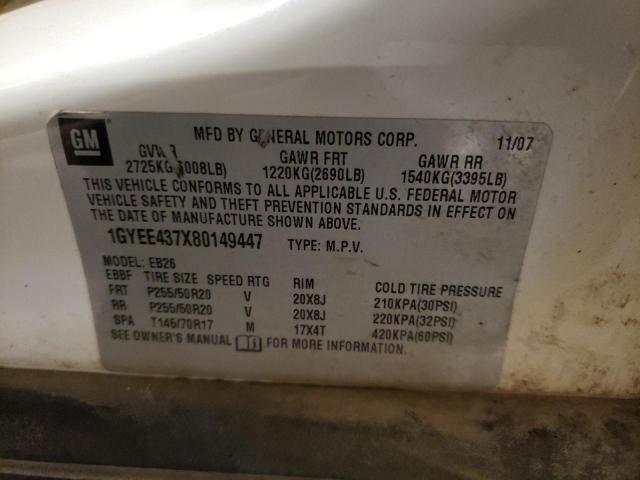 GM
MFD BY GENERAL MOTORS CORP. 11/07
GAWR FRT GAWR RR
2725KG 1220KG(2690LB) 1540KG(3395LB)
THIS VEHICLE CONFORMS TO ALL APPLICABLE U.S. FEDERAL MOTOR
VEHICLE SAFETY AND THEFT PREVENTION STANDARDS IN EFFECT ON
THE DATE OF MANUFACTURE SHOWN ABOVE.
1GYEE437X80149447 TYPE: M.P.V.
MODEL: EB26
EBBF TIRE SIZE SPEED RTG RIM COLD TIRE PRESSURE
FRT P255/50R20 V 20X8J 210KPA(30PSI)
RR P255/50R20 V 20X8J 220KPA(32PSI)
SPA T145/70R17 M 17X4T 420KPA(60PSI)
SEE OWNER'S MANUAL FOR MORE INFORMATION.